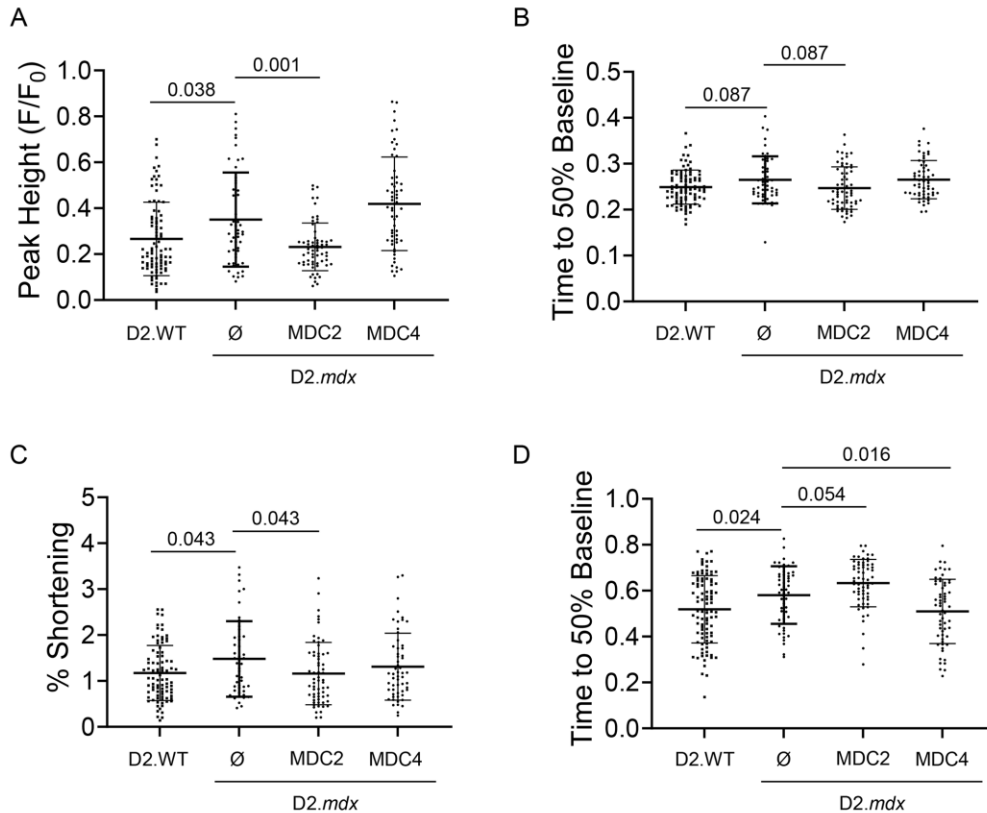 A
Peak Height (F/F0)
1.0
0.8
0.6
0.4
0.2
0.0
0.038
0.001
D2.WT
Ø
MDC2
MDC4
D2.mdx
B
Time to 50% Baseline
0.5
0.4
0.3
0.2
0.1
0.0
0.087
0.087
D2.WT
Ø
MDC2
MDC4
D2.mdx
C
% Shortening
5
4
3
2
1
0
0.043
0.043
D2.WT
Ø
MDC2
MDC4
D2.mdx
D
Time to 50% Baseline
1.0
0.8
0.6
0.4
0.2
0.0
0.024
0.054
0.016
D2.WT
Ø
MDC2
MDC4
D2.mdx